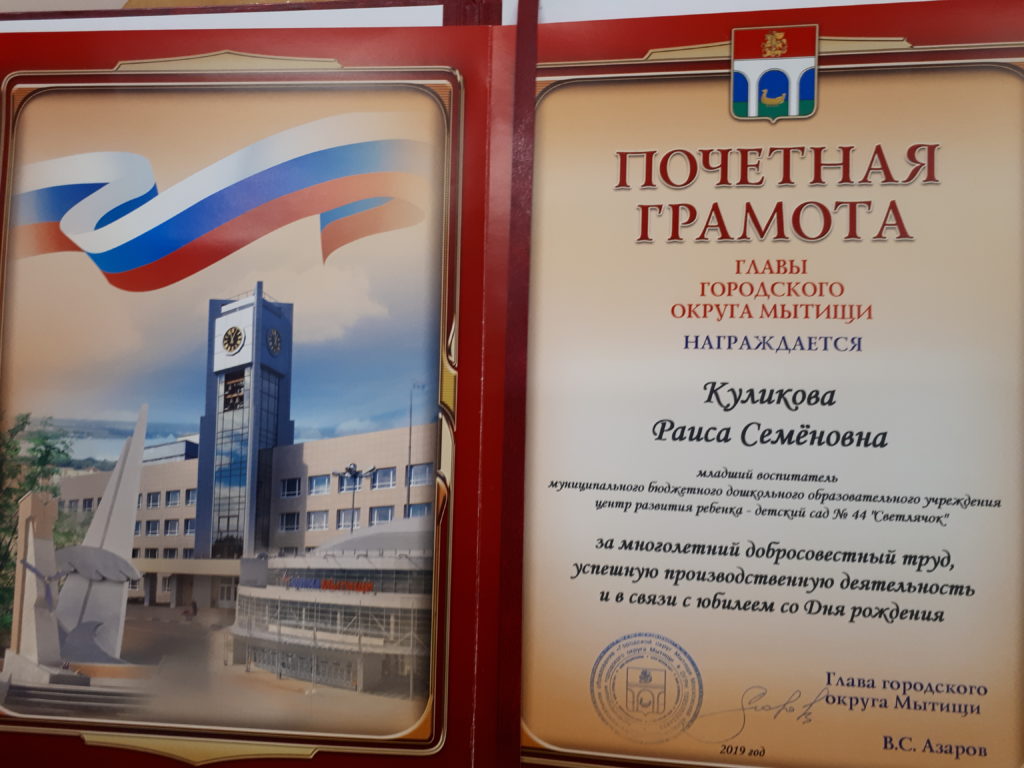 Мытищи
ПОЧЕТНАЯ
ГРАМОТА
ГЛАВЫ
ГОРОДСКОГО
ОКРУГА МЫТИЩИ
НАГРАЖДАЕТСЯ
Куликова
Раиса Семёновна
младший воспитатель
муниципального бюджетного дошкольного образовательного учреждения
центр развития ребенка - детский сад № 44 "Светлячок"
за многолетний добросовестный труд,
успешную производственную деятельность
и в связи с юбилеем со Дня рождения
Глава городского
округа Мытищи
В.С. Азаров
2019 год